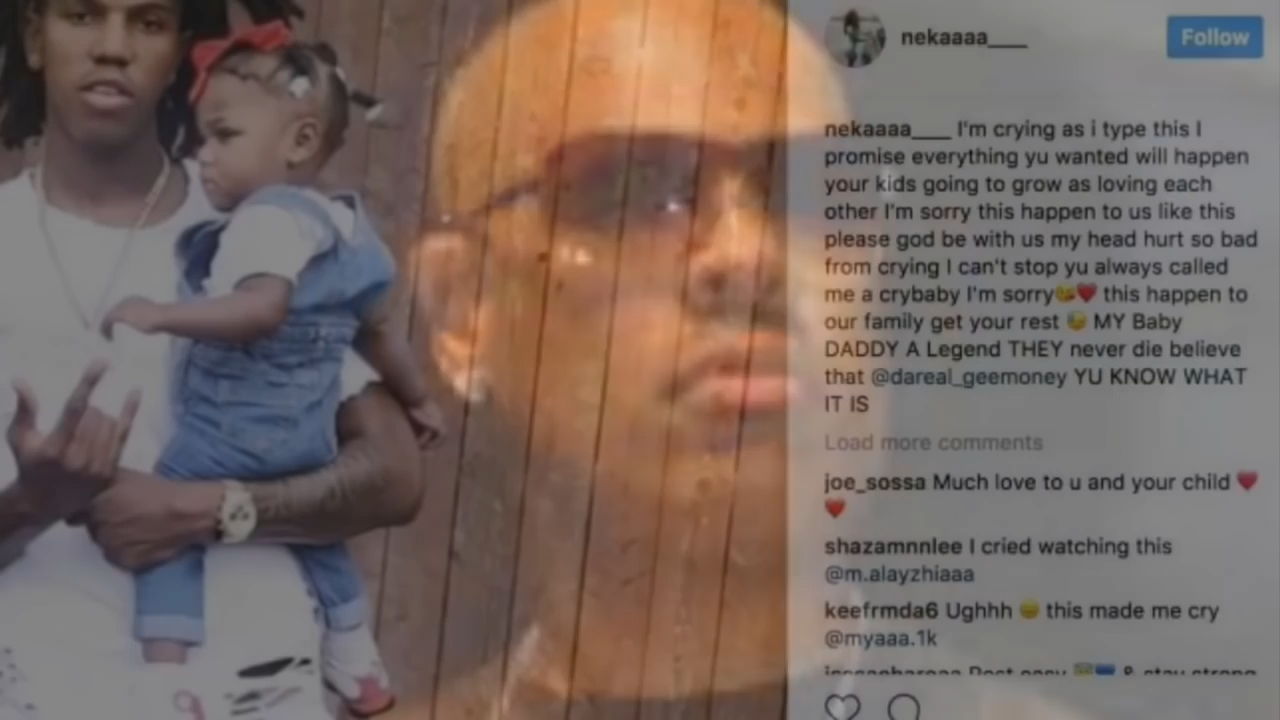 nekaaaa___
Follow
nekaaaa___ I'm crying as i type this I
promise everything yu wanted will happen
your kids going to grow as loving each
other I'm sorry this happen to us like this
please god be with us my head hurt so bad
from crying I can't stop yu always called
me a crybaby I'm sorry😘❤️ this happen to
our family get your rest 😓 MY Baby
DADDY A Legend THEY never die believe
that @dareal_geemoney YU KNOW WHAT
IT IS
Load more comments
joe_sossa Much love to u and your child ❤️
❤️
shazamnnlee I cried watching this
@m.alayzhiaaa
keefrmda6 Ughhh 😑 this made me cry
@myaaa.1k
& stay strong